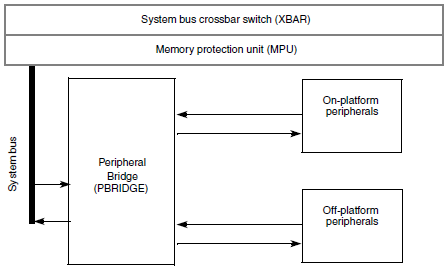 System bus crossbar switch (XBAR)
Memory protection unit (MPU)
System bus
Peripheral
Bridge
(PBRIDGE)
On-platform
peripherals
Off-platform
peripherals